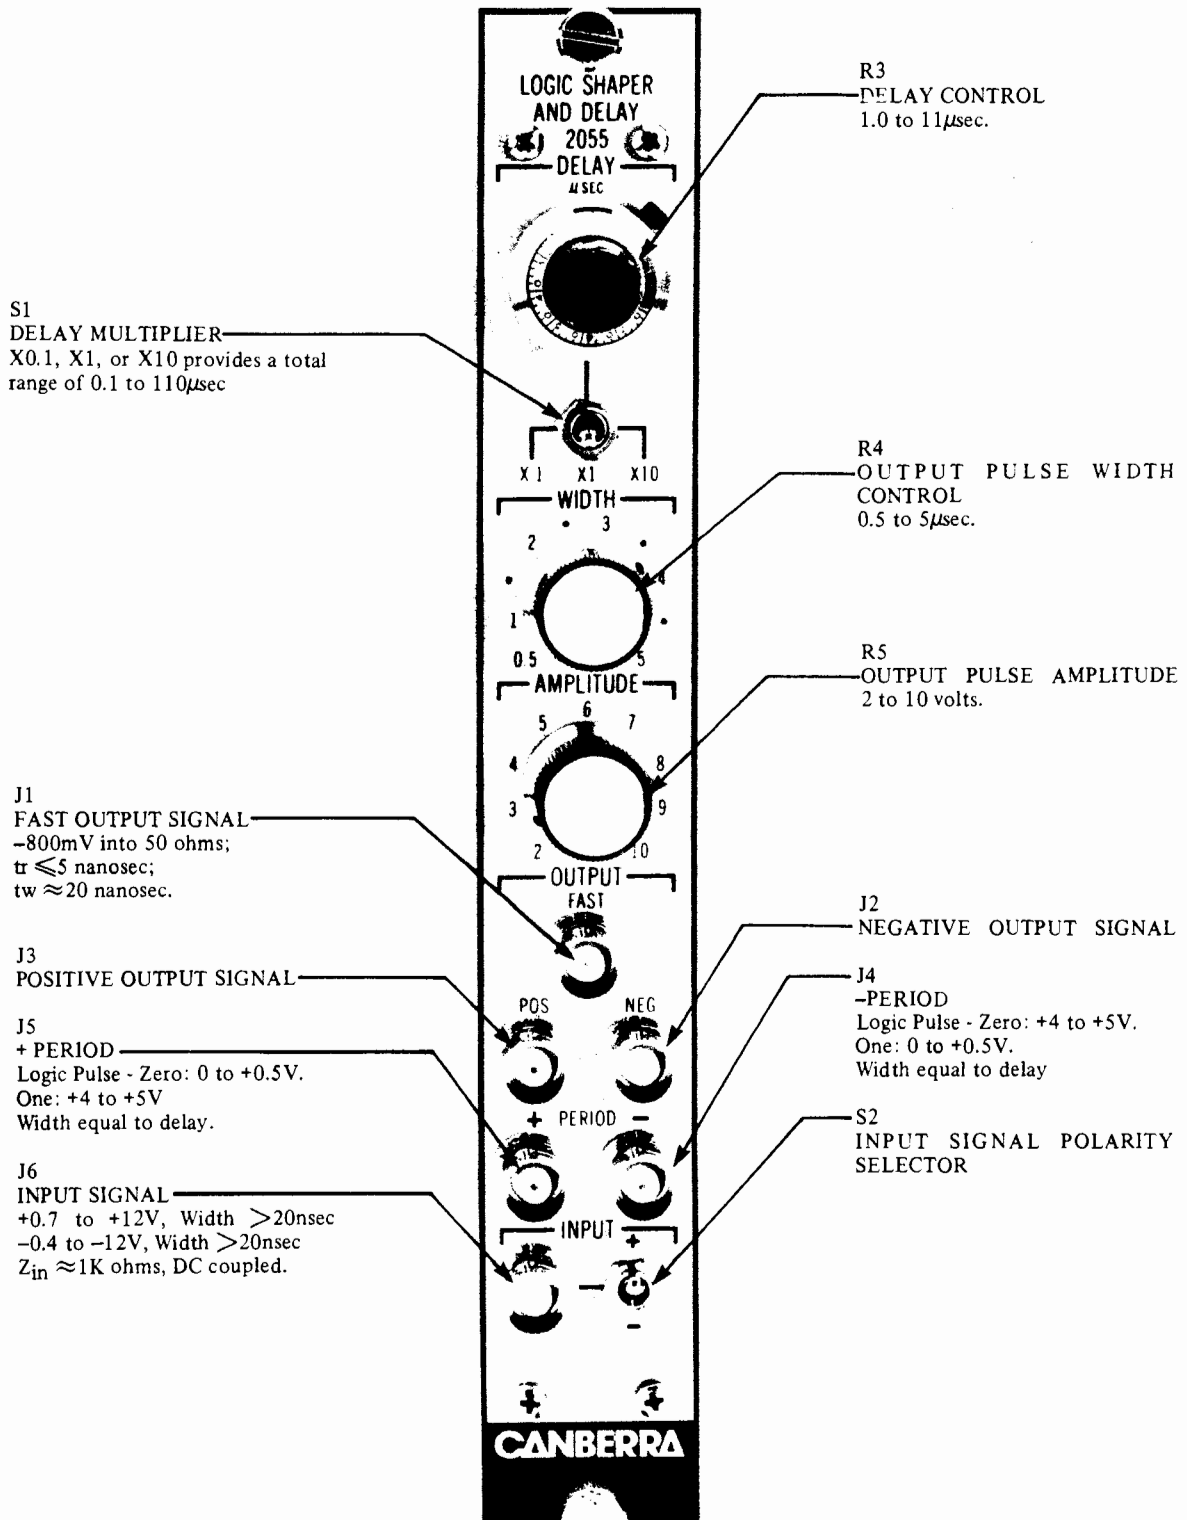 LOGIC SHAPER
AND DELAY
2055
DELAY
µ SEC
X 1 X1 X10
WIDTH
0.5 1 2 3 4 5
AMPLITUDE
2 3 4 5 6 7 8 9 10
OUTPUT
FAST
POS NEG
+ PERIOD −
INPUT
+
−
CANBERRA
S1
DELAY MULTIPLIER
X0.1, X1, or X10 provides a total
range of 0.1 to 110µsec
J1
FAST OUTPUT SIGNAL
−800mV into 50 ohms;
tr ⩽5 nanosec;
tw ≈20 nanosec.
J3
POSITIVE OUTPUT SIGNAL
J5
+ PERIOD
Logic Pulse - Zero: 0 to +0.5V.
One: +4 to +5V
Width equal to delay.
J6
INPUT SIGNAL
+0.7 to +12V, Width >20nsec
−0.4 to −12V, Width >20nsec
Zin ≈1K ohms, DC coupled.
R3
DELAY CONTROL
1.0 to 11µsec.
R4
OUTPUT PULSE WIDTH
CONTROL
0.5 to 5µsec.
R5
OUTPUT PULSE AMPLITUDE
2 to 10 volts.
J2
NEGATIVE OUTPUT SIGNAL
J4
−PERIOD
Logic Pulse - Zero: +4 to +5V.
One: 0 to +0.5V.
Width equal to delay
S2
INPUT SIGNAL POLARITY
SELECTOR